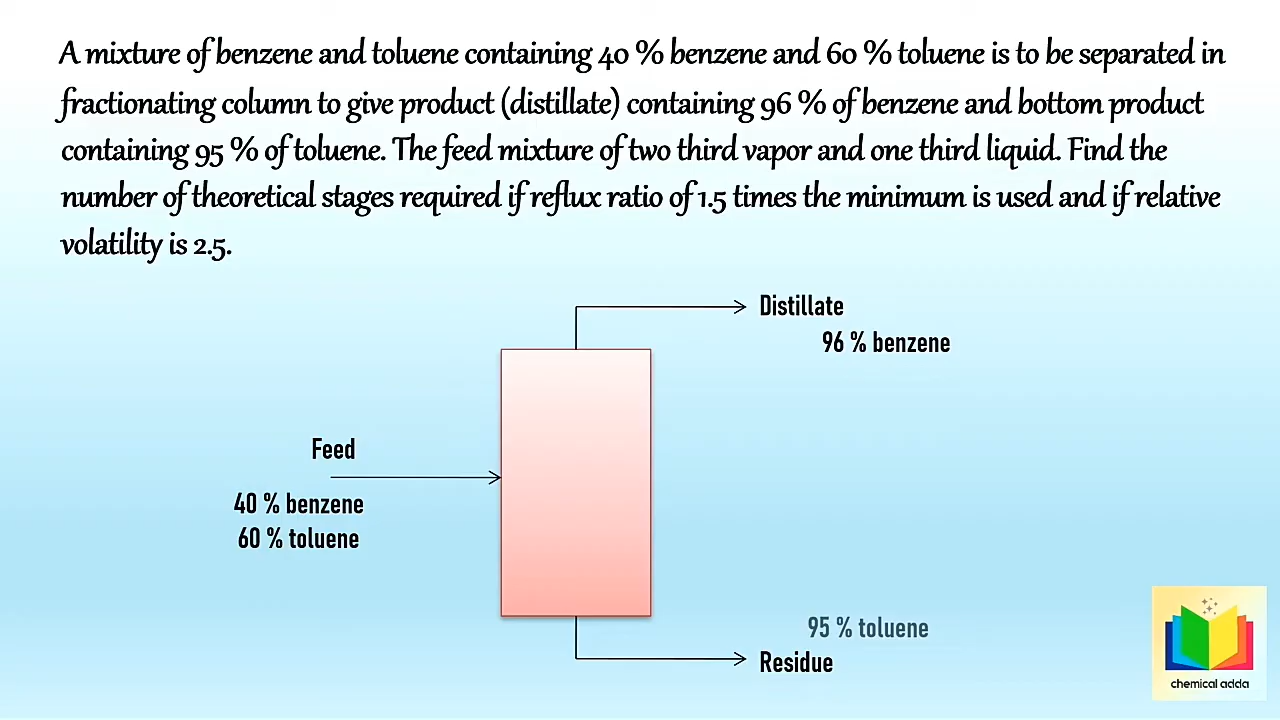 A mixture of benzene and toluene containing 40 % benzene and 60 % toluene is to be separated in
fractionating column to give product (distillate) containing 96 % of benzene and bottom product
containing 95 % of toluene. The feed mixture of two third vapor and one third liquid. Find the
number of theoretical stages required if reflux ratio of 1.5 times the minimum is used and if relative
volatility is 2.5.
Distillate
96 % benzene
Feed
40 % benzene
60 % toluene
95 % toluene
Residue
chemical adda